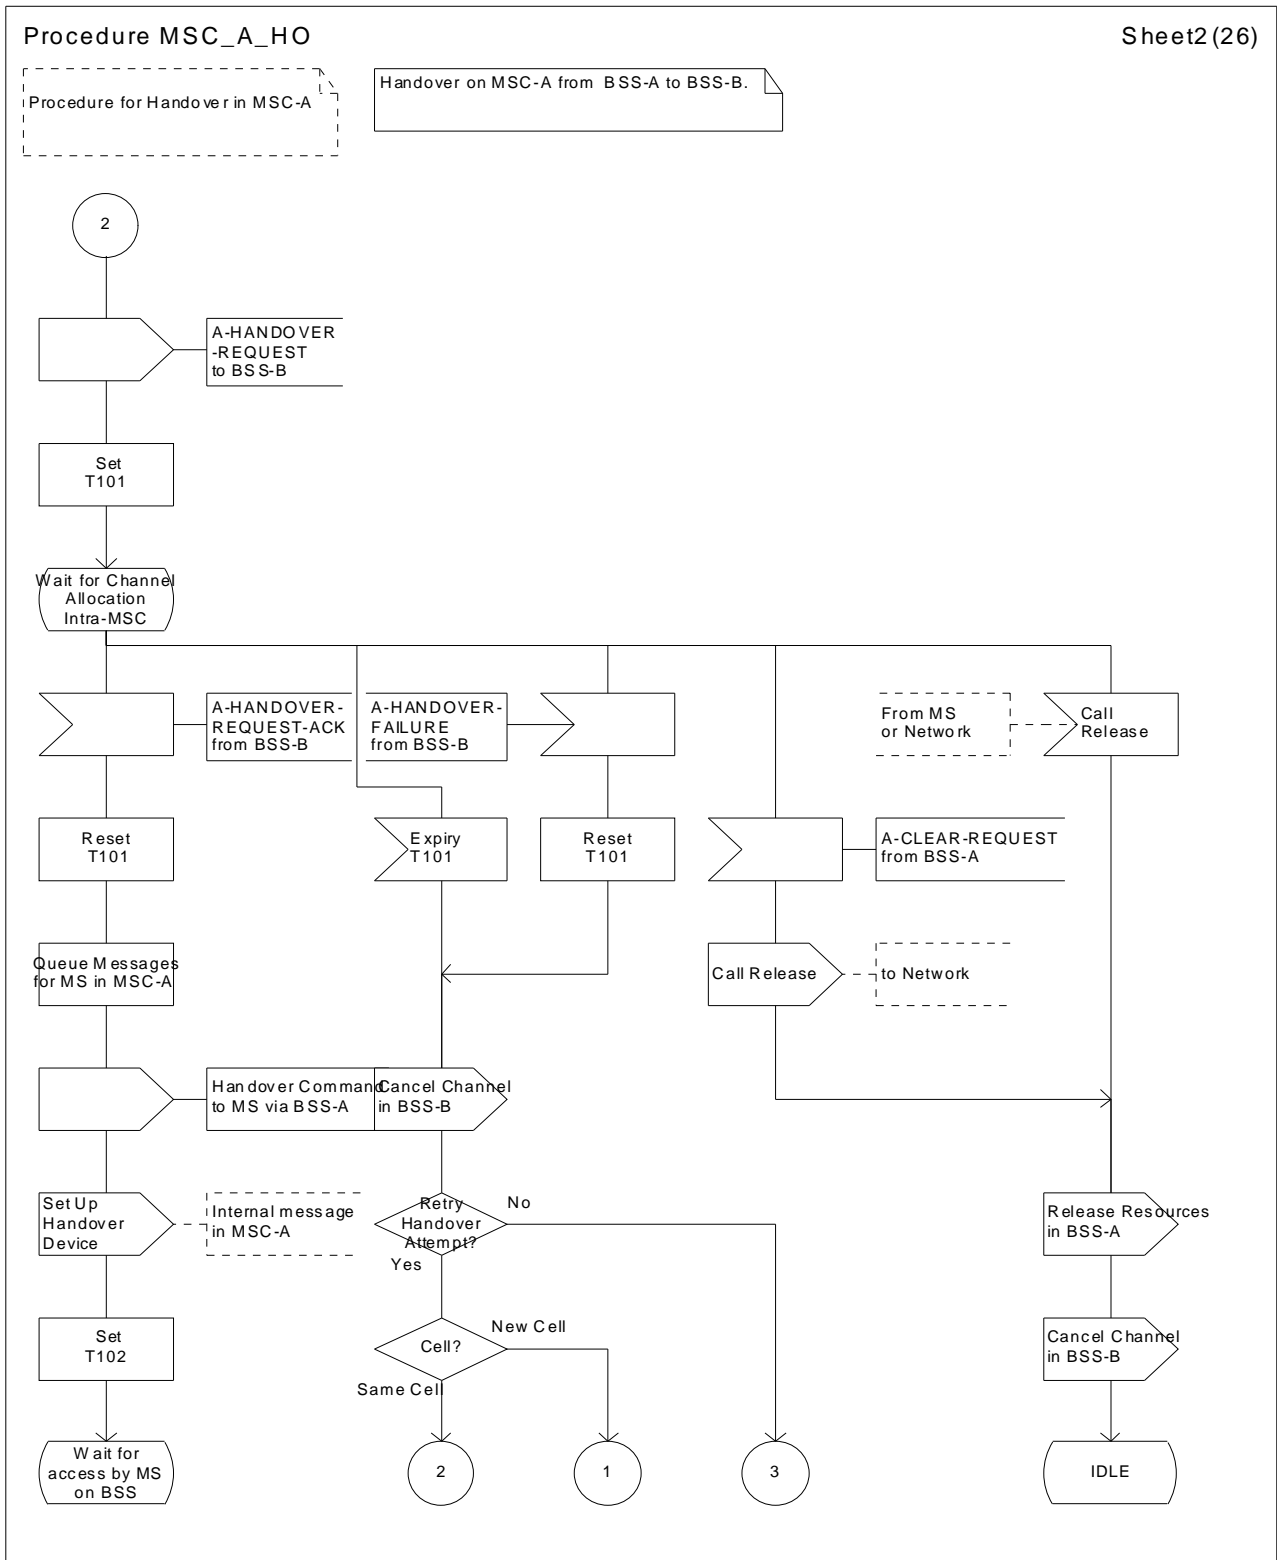 Procedure MSC_A_HO
Sheet2(26)
Procedure for Handover in MSC-A
Handover on MSC-A from BSS-A to BSS-B.
2
A-HANDOVER
-REQUEST
to BSS-B
Set
T101
Wait for Channel
Allocation
Intra-MSC
A-HANDOVER-
REQUEST-ACK
from BSS-B
A-HANDOVER-
FAILURE
from BSS-B
From MS
or Network
Call
Release
Reset
T101
Expiry
T101
Reset
T101
A-CLEAR-REQUEST
from BSS-A
Queue Messages
for MS in MSC-A
Call Release
to Network
Handover Command
to MS via BSS-A
Cancel Channel
in BSS-B
Set Up
Handover
Device
Internal message
in MSC-A
Retry
Handover
Attempt?
No
Yes
Release Resources
in BSS-A
Set
T102
Cell?
New Cell
Same Cell
Cancel Channel
in BSS-B
Wait for
access by MS
on BSS
2
1
3
IDLE